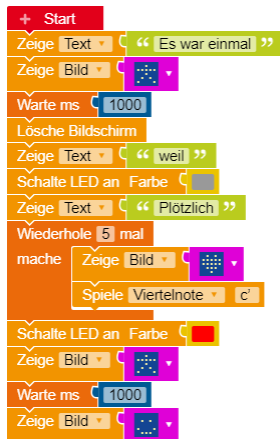 + Start
Zeige Text “ Es war einmal ”
Zeige Bild
Warte ms 1000
Lösche Bildschirm
Zeige Text “ weil ”
Schalte LED an Farbe
Zeige Text “ Plötzlich ”
Wiederhole 5 mal
mache Zeige Bild
Spiele Viertelnote c'
Schalte LED an Farbe
Zeige Bild
Warte ms 1000
Zeige Bild